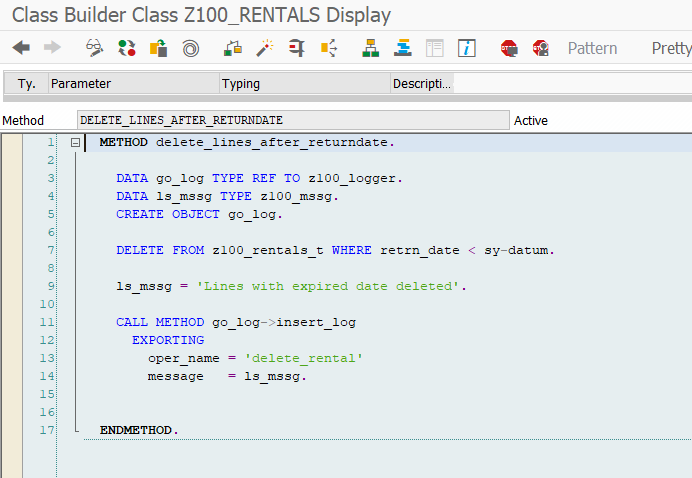 Class Builder Class Z100_RENTALS Display
Pattern Pretty
Ty. Parameter Typing Descripti...
Method DELETE_LINES_AFTER_RETURNDATE Active
1 METHOD delete_lines_after_returndate.
2
3 DATA go_log TYPE REF TO z100_logger.
4 DATA ls_mssg TYPE z100_mssg.
5 CREATE OBJECT go_log.
6
7 DELETE FROM z100_rentals_t WHERE retrn_date < sy-datum.
8
9 ls_mssg = 'Lines with expired date deleted'.
10
11 CALL METHOD go_log->insert_log
12 EXPORTING
13 oper_name = 'delete_rental'
14 message = ls_mssg.
15
16
17 ENDMETHOD.